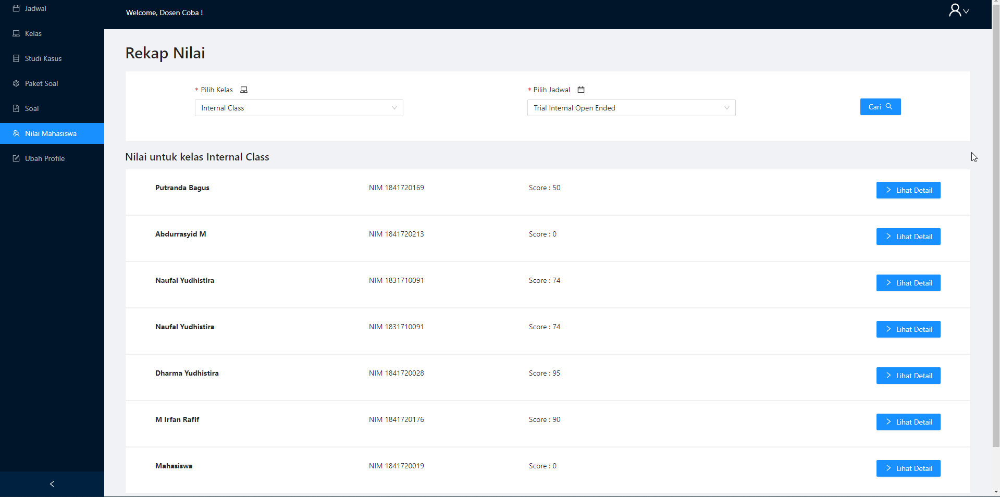 Jadwal
Kelas
Studi Kasus
Paket Soal
Soal
Nilai Mahasiswa
Ubah Profile
Welcome, Dosen Coba !
Rekap Nilai
* Pilih Kelas
* Pilih Jadwal
Internal Class
Trial Internal Open Ended
Cari
Nilai untuk kelas Internal Class
Putranda Bagus NIM 1841720169 Score : 50 Lihat Detail
Abdurrasyid M NIM 1841720213 Score : 0 Lihat Detail
Naufal Yudhistira NIM 1831710091 Score : 74 Lihat Detail
Naufal Yudhistira NIM 1831710091 Score : 74 Lihat Detail
Dharma Yudhistira NIM 1841720028 Score : 95 Lihat Detail
M Irfan Rafif NIM 1841720176 Score : 90 Lihat Detail
Mahasiswa NIM 1841720019 Score : 0 Lihat Detail